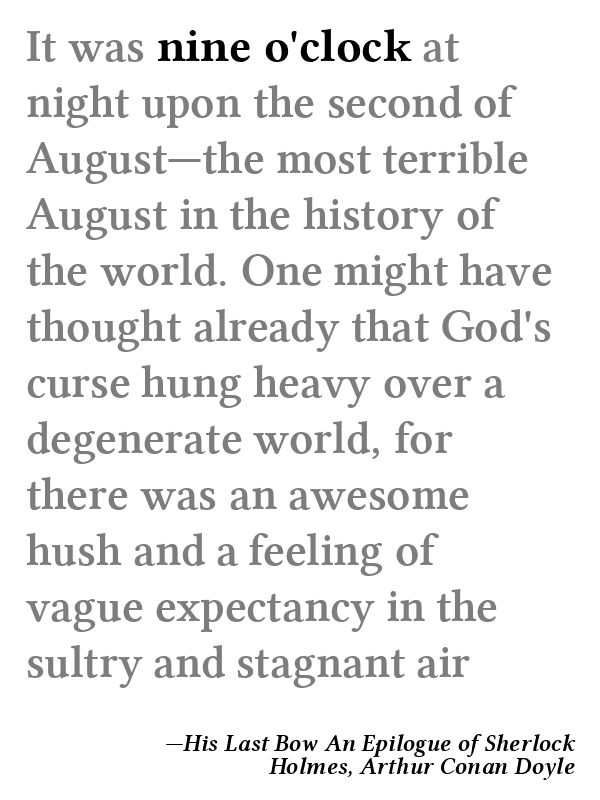 It was nine o'clock at
night upon the second of
August—the most terrible
August in the history of
the world. One might have
thought already that God's
curse hung heavy over a
degenerate world, for
there was an awesome
hush and a feeling of
vague expectancy in the
sultry and stagnant air
—His Last Bow An Epilogue of Sherlock
Holmes, Arthur Conan Doyle